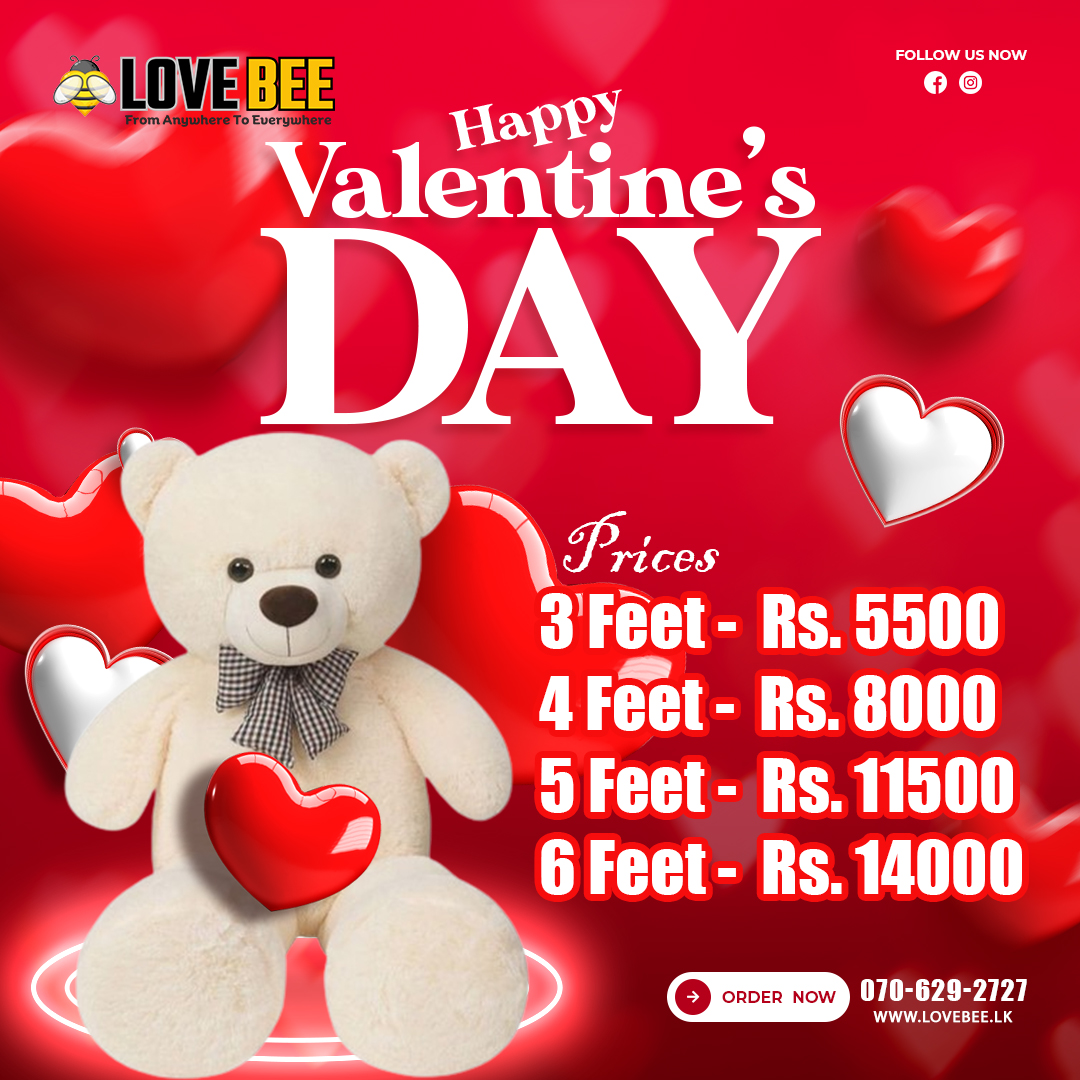 LOVE BEE
From Anywhere To Everywhere
FOLLOW US NOW
Happy
Valentine's
DAY
Prices
3 Feet - Rs. 5500
4 Feet - Rs. 8000
5 Feet - Rs. 11500
6 Feet - Rs. 14000
ORDER NOW
070-629-2727
WWW.LOVEBEE.LK